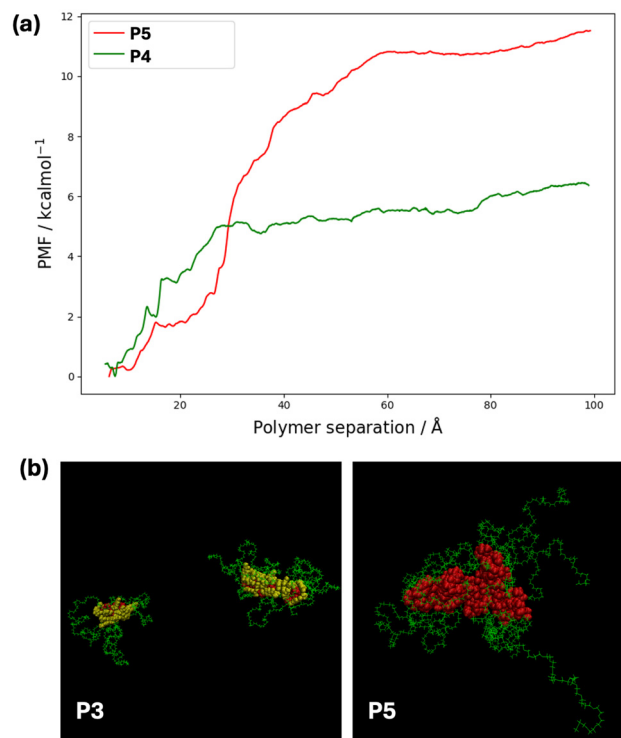 (a)
P5
P4
12
10
8
6
4
2
0
PMF / kcalmol⁻¹
20 40 60 80 100
Polymer separation / Å
(b)
P3 P5